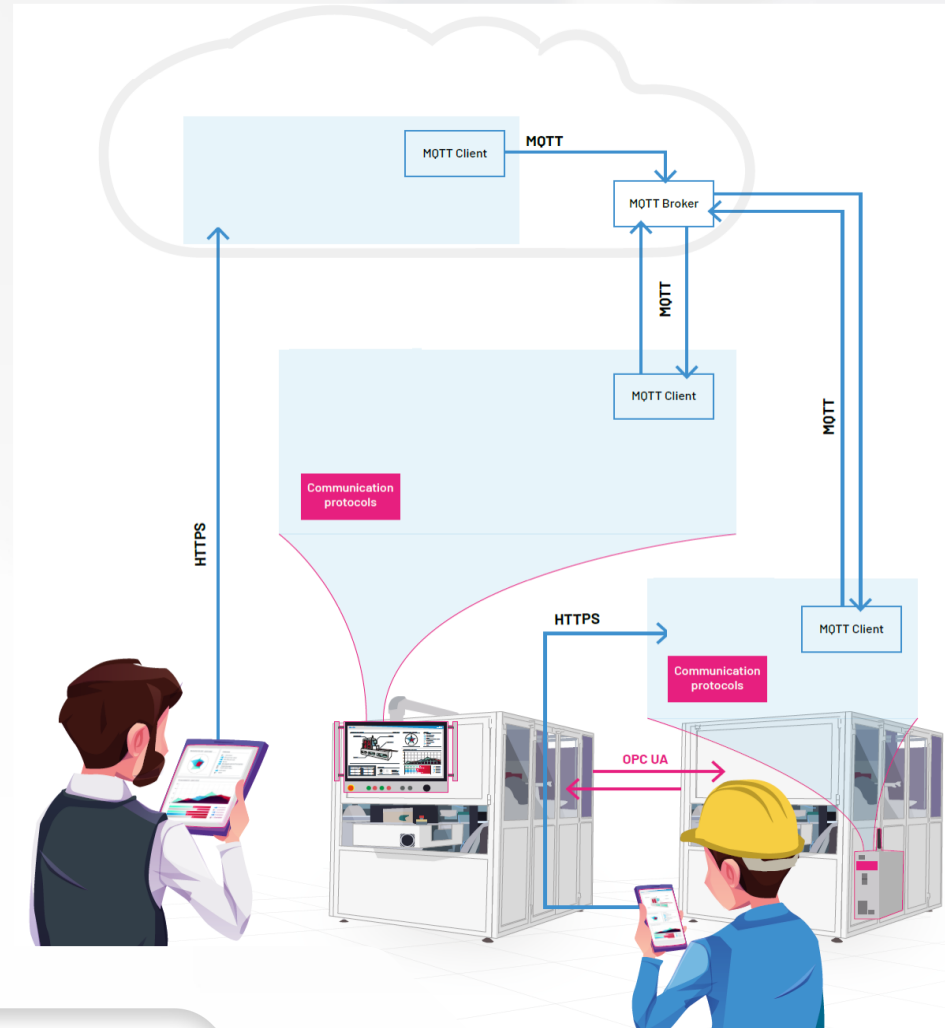 MQTT Client
MQTT
MQTT Broker
MQTT
MQTT Client
MQTT
Communication
protocols
HTTPS
HTTPS
MQTT Client
Communication
protocols
OPC UA